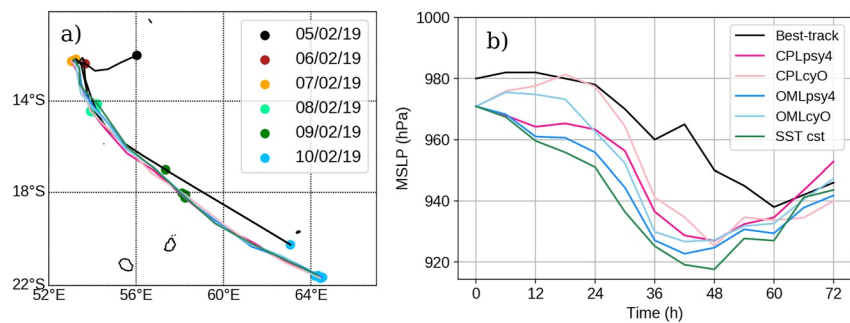 a)
05/02/19
06/02/19
07/02/19
08/02/19
09/02/19
10/02/19
14°S
18°S
22°S
52°E 56°E 60°E 64°E
b)
Best-track
CPLpsy4
CPLcyO
OMLpsy4
OMLcyO
SST cst
MSLP (hPa)
1000
980
960
940
920
0 12 24 36 48 60 72
Time (h)